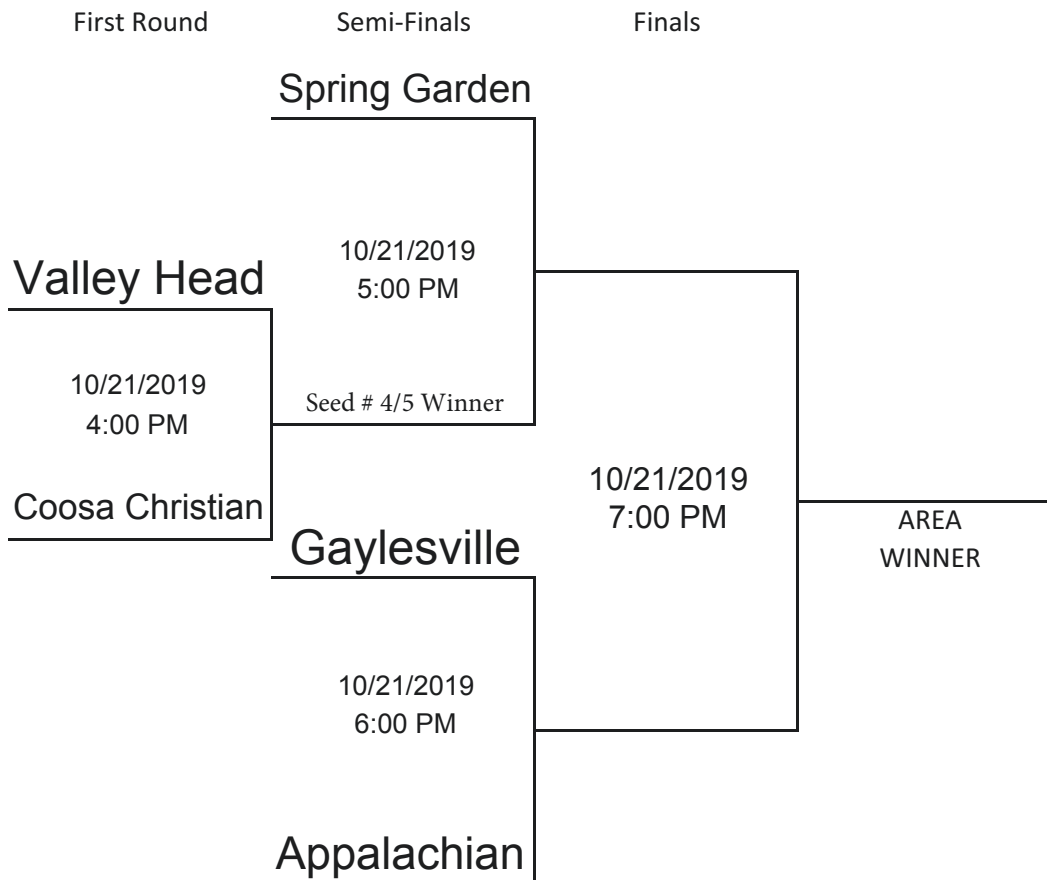 First Round
Semi-Finals
Finals
Spring Garden
10/21/2019
5:00 PM
Valley Head
10/21/2019
4:00 PM
Seed # 4/5 Winner
Coosa Christian
10/21/2019
7:00 PM
AREA
WINNER
Gaylesville
10/21/2019
6:00 PM
Appalachian